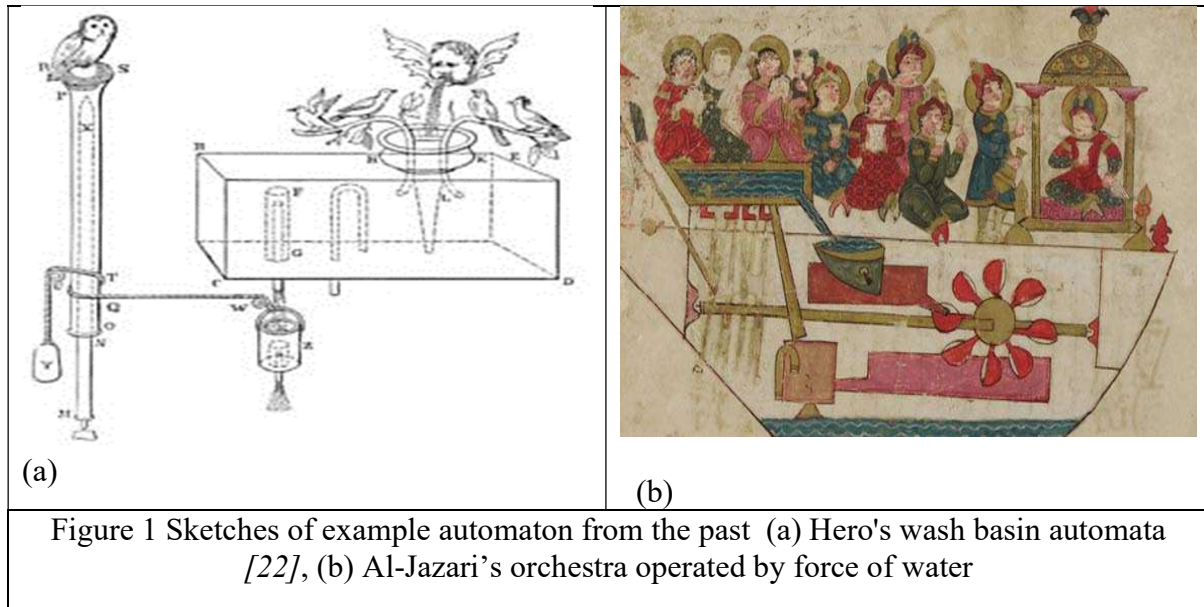 R S
P
X
B
H K E
L
F
G
C D
T
W
Q
O
N
Z
Y
M
(a)
(b)
Figure 1 Sketches of example automaton from the past (a) Hero's wash basin automata
[22], (b) Al-Jazari’s orchestra operated by force of water